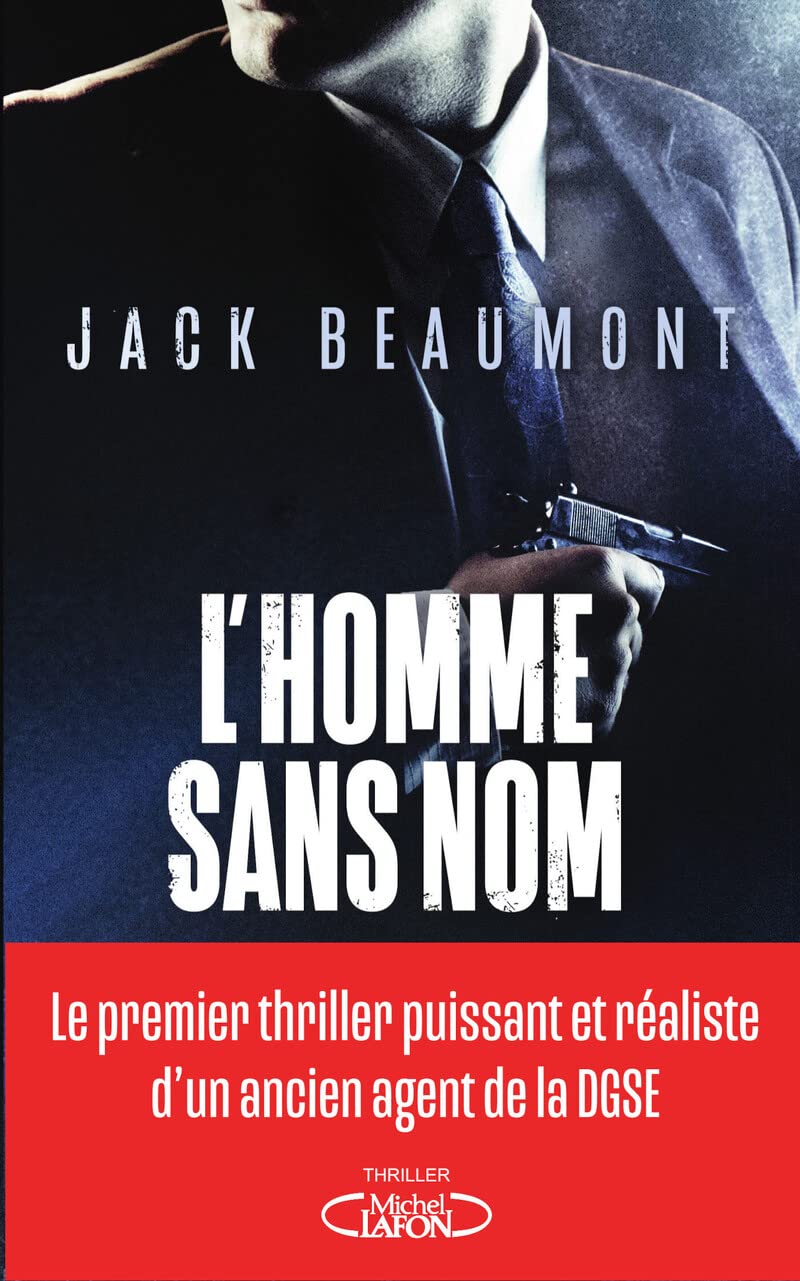 JACK BEAUMONT
L'HOMME
SANS NOM
Le premier thriller puissant et réaliste
d'un ancien agent de la DGSE
THRILLER
Michel
LAFON